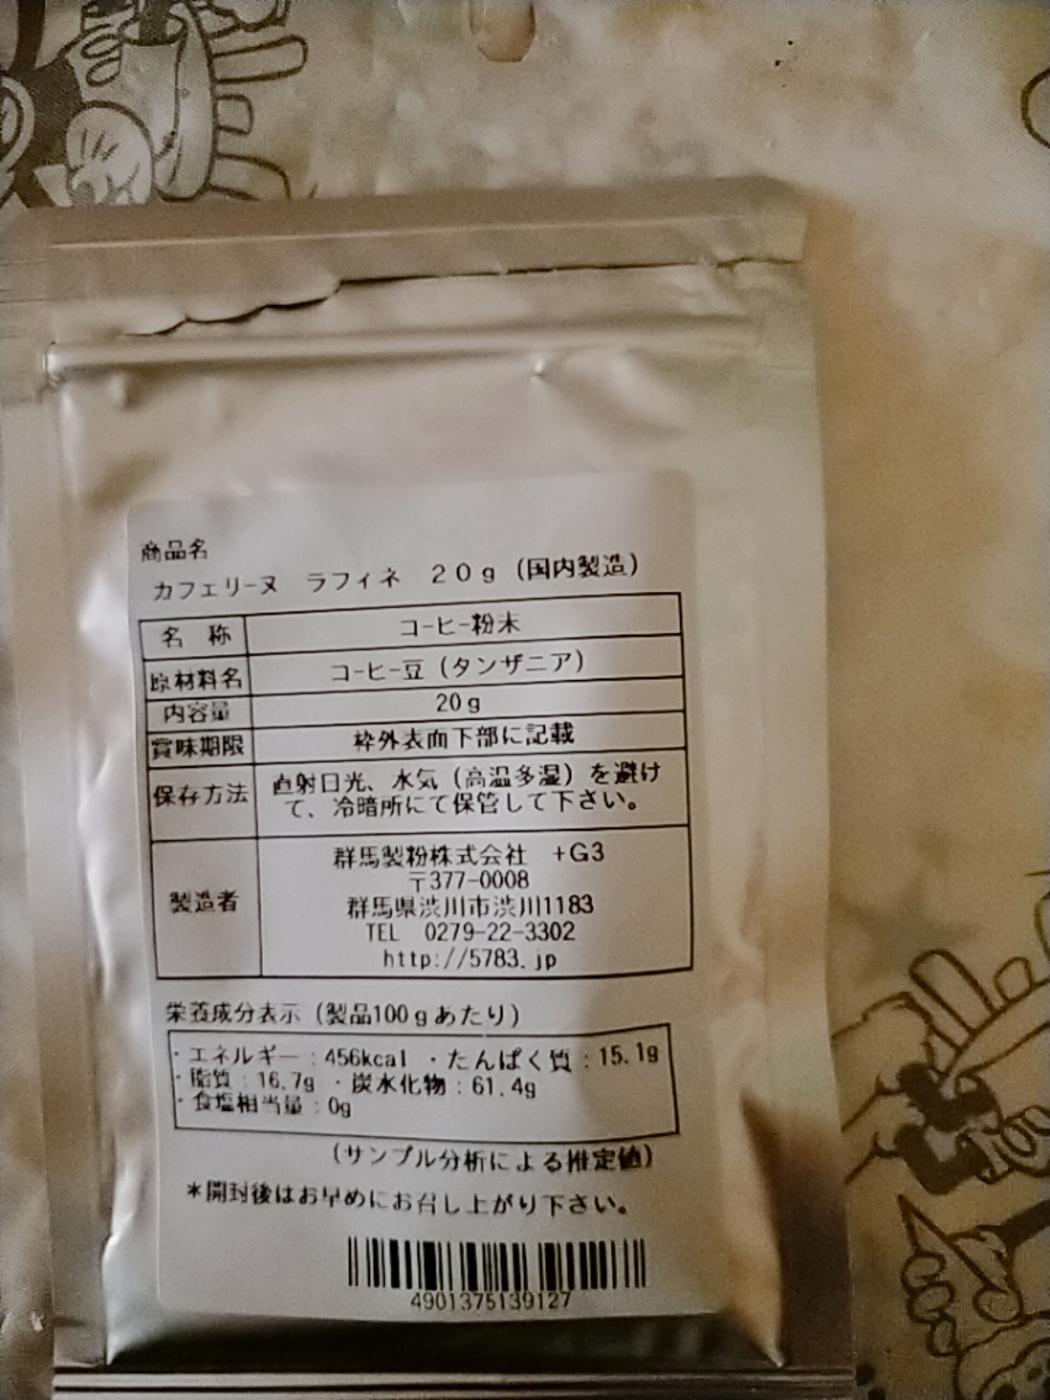 商品名
カフェリーヌ ラフィネ 20g (国内製造)
名 称 コーヒー粉末
原材料名 コーヒー豆 (タンザニア)
内容量 20g
賞味期限 枠外表面下部に記載
保存方法 直射日光、水気 (高温多湿) を避け
て、冷暗所にて保管して下さい。
製造者 群馬製粉株式会社 +G3
〒377-0008
群馬県渋川市渋川1183
TEL 0279-22-3302
http://5783.jp
栄養成分表示 (製品100gあたり)
・エネルギー:456kcal ・たんぱく質:15.1g
・脂質:16.7g ・炭水化物:61.4g
・食塩相当量:0g
(サンプル分析による推定値)
*開封後はお早めにお召し上がり下さい。
4901375139127